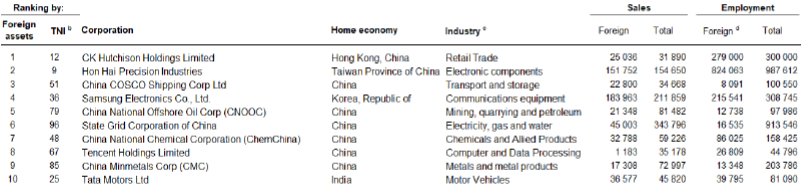 Ranking by: Sales Employment
Foreign assets TNI b Corporation Home economy Industry c Foreign Total Foreign d Total
1 12 CK Hutchison Holdings Limited Hong Kong, China Retail Trade 25 036 31 890 279 000 300 000
2 9 Hon Hai Precision Industries Taiwan Province of China Electronic components 151 752 154 650 824 063 987 612
3 51 China COSCO Shipping Corp Ltd China Transport and storage 22 800 34 668 8 091 100 550
4 36 Samsung Electronics Co., Ltd. Korea, Republic of Communications equipment 183 963 211 859 215 541 308 745
5 79 China National Offshore Oil Corp (CNOOC) China Mining, quarrying and petroleum 21 348 81 482 12 738 97 986
6 96 State Grid Corporation of China China Electricity, gas and water 45 003 343 796 16 535 913 546
7 48 China National Chemical Corporation (ChemChina) China Chemicals and Allied Products 32 788 59 226 86 025 158 425
8 67 Tencent Holdings Limited China Computer and Data Processing 1 183 35 178 26 809 44 796
9 85 China Minmetals Corp (CMC) China Metals and metal products 17 308 72 997 13 348 203 786
10 25 Tata Motors Ltd India Motor Vehicles 36 577 45 820 39 795 81 090